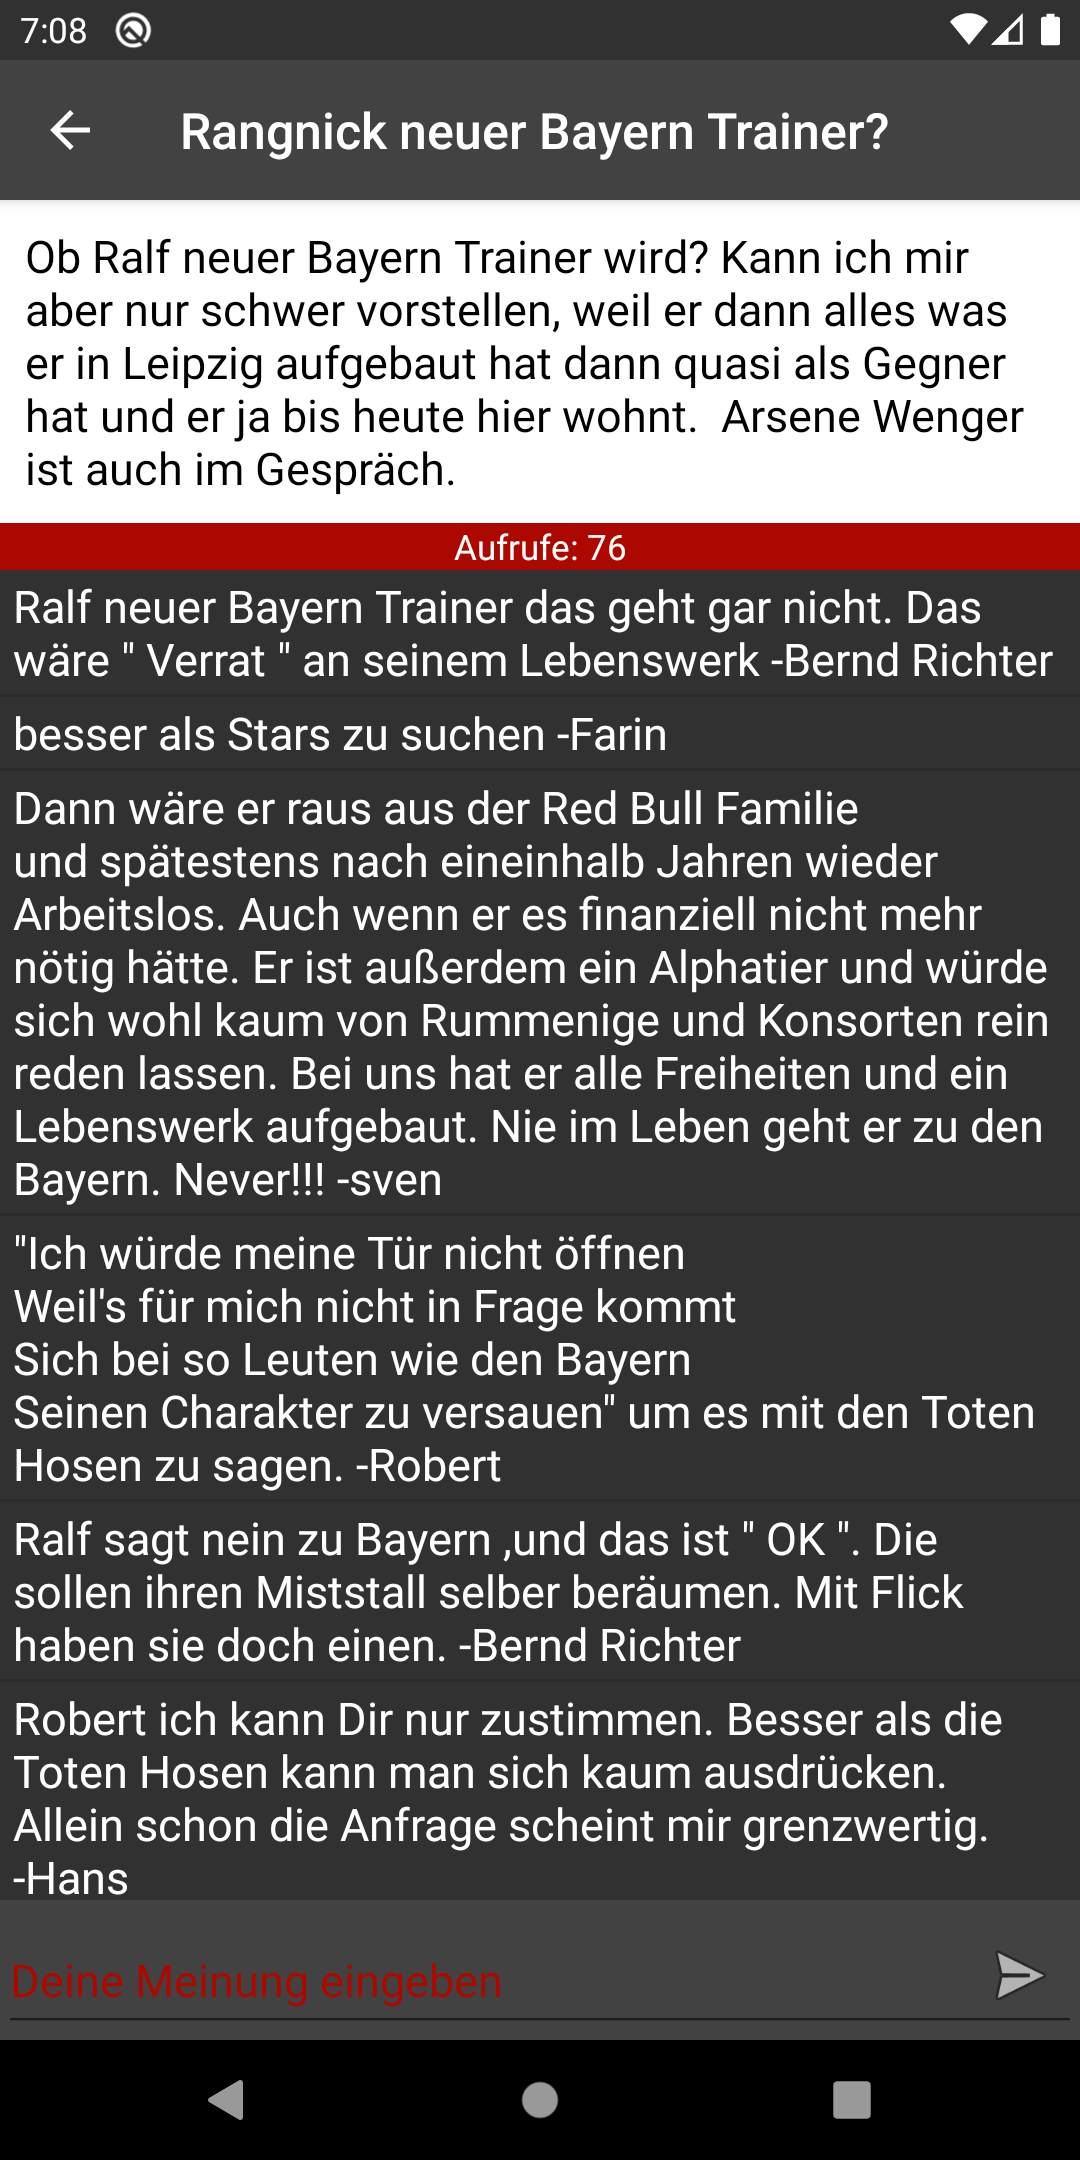 7:08
Rangnick neuer Bayern Trainer?
Ob Ralf neuer Bayern Trainer wird? Kann ich mir
aber nur schwer vorstellen, weil er dann alles was
er in Leipzig aufgebaut hat dann quasi als Gegner
hat und er ja bis heute hier wohnt.  Arsene Wenger
ist auch im Gespräch.
Aufrufe: 76
Ralf neuer Bayern Trainer das geht gar nicht. Das
wäre " Verrat " an seinem Lebenswerk -Bernd Richter
besser als Stars zu suchen -Farin
Dann wäre er raus aus der Red Bull Familie
und spätestens nach eineinhalb Jahren wieder
Arbeitslos. Auch wenn er es finanziell nicht mehr
nötig hätte. Er ist außerdem ein Alphatier und würde
sich wohl kaum von Rummenige und Konsorten rein
reden lassen. Bei uns hat er alle Freiheiten und ein
Lebenswerk aufgebaut. Nie im Leben geht er zu den
Bayern. Never!!! -sven
"Ich würde meine Tür nicht öffnen
Weil's für mich nicht in Frage kommt
Sich bei so Leuten wie den Bayern
Seinen Charakter zu versauen" um es mit den Toten
Hosen zu sagen. -Robert
Ralf sagt nein zu Bayern ,und das ist " OK ". Die
sollen ihren Miststall selber beräumen. Mit Flick
haben sie doch einen. -Bernd Richter
Robert ich kann Dir nur zustimmen. Besser als die
Toten Hosen kann man sich kaum ausdrücken.
Allein schon die Anfrage scheint mir grenzwertig.
-Hans
Deine Meinung eingeben